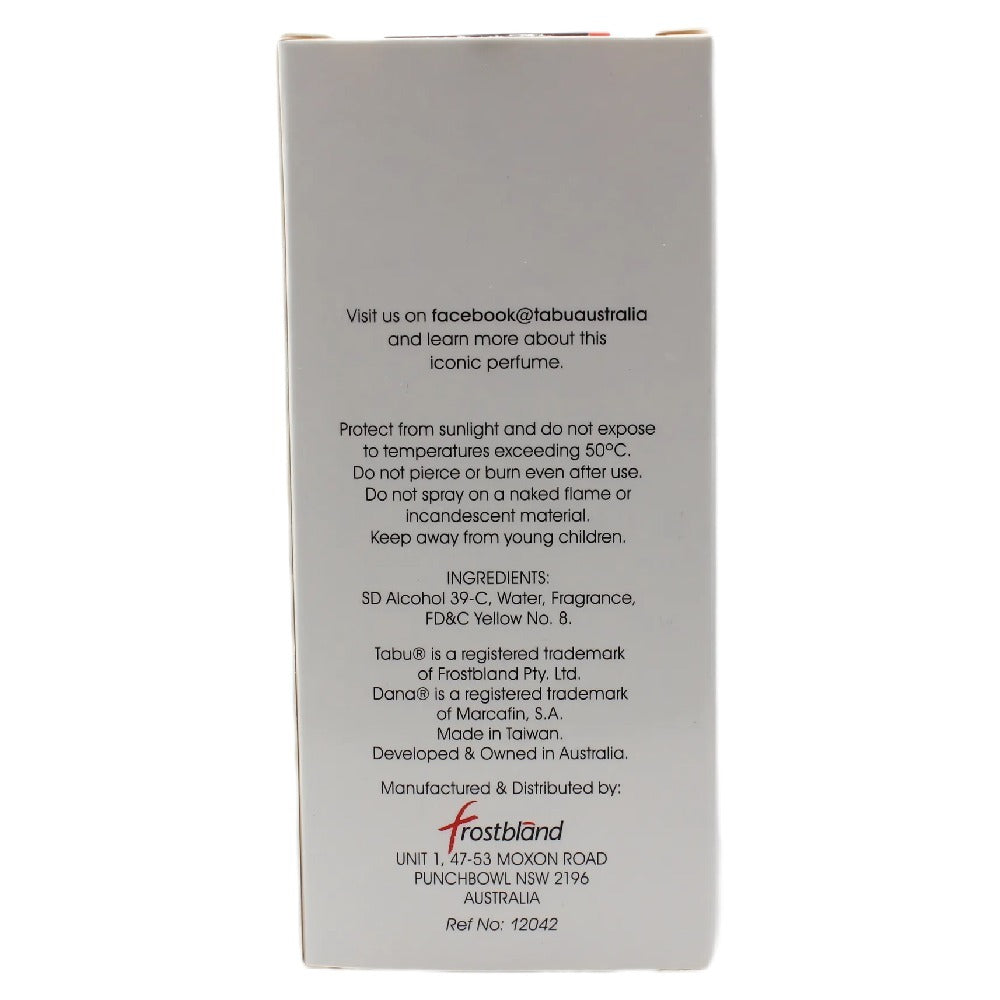 Visit us on facebook@tabuaustralia
and learn more about this
iconic perfume.
Protect from sunlight and do not expose
to temperatures exceeding 50°C.
Do not pierce or burn even after use.
Do not spray on a naked flame or
incandescent material.
Keep away from young children.
INGREDIENTS:
SD Alcohol 39-C, Water, Fragrance,
FD&C Yellow No. 8.
Tabu® is a registered trademark
of Frostbland Pty. Ltd.
Dana® is a registered trademark
of Marcafin, S.A.
Made in Taiwan.
Developed & Owned in Australia.
Manufactured & Distributed by:
frostbland
UNIT 1, 47-53 MOXON ROAD
PUNCHBOWL NSW 2196
AUSTRALIA
Ref No: 12042